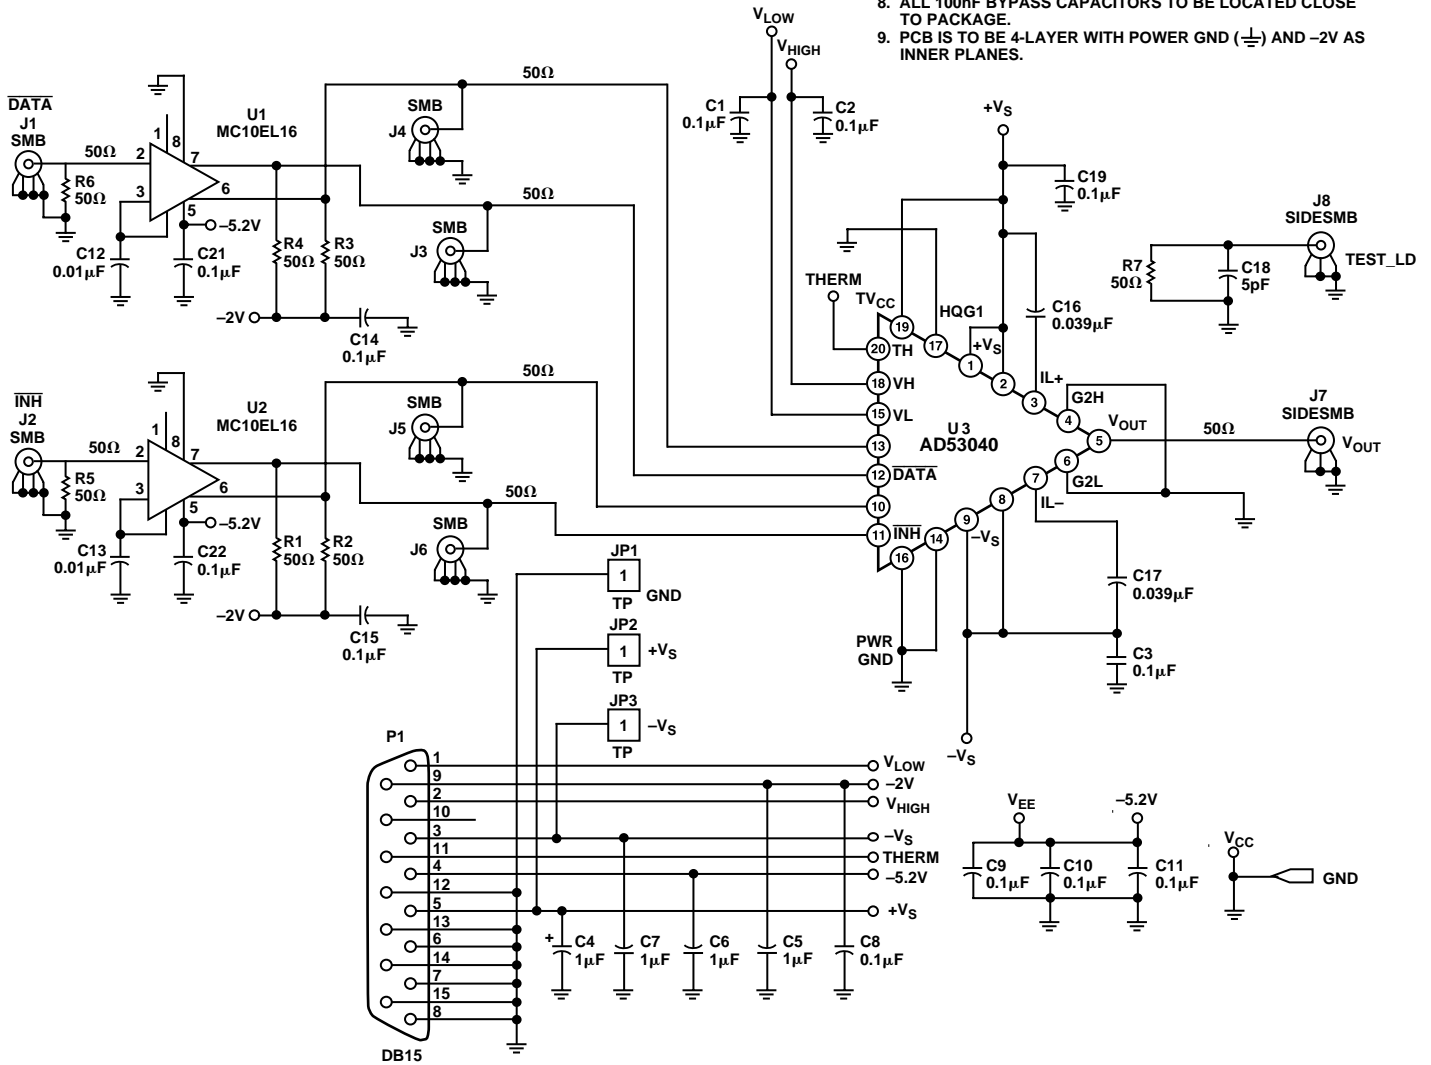 8. ALL 100nF BYPASS CAPACITORS TO BE LOCATED CLOSE
TO PACKAGE.
9. PCB IS TO BE 4-LAYER WITH POWER GND ( ) AND –2V AS
INNER PLANES.
DATA
J1
SMB
50Ω
R6
50Ω
C12
0.01μF
1
8
2
3
7
6
5
U1
MC10EL16
–5.2V
C21
0.1μF
R4
50Ω
R3
50Ω
–2V
C14
0.1μF
50Ω
SMB
J4
50Ω
SMB
J3
INH
J2
SMB
50Ω
R5
50Ω
C13
0.01μF
1
8
2
3
7
6
5
U2
MC10EL16
–5.2V
C22
0.1μF
R1
50Ω
R2
50Ω
–2V
C15
0.1μF
50Ω
SMB
J5
50Ω
SMB
J6
VLOW
VHIGH
C1
0.1μF
C2
0.1μF
+VS
C19
0.1μF
THERM
TVCC
HQG1
C16
0.039μF
19
17
20
TH
+VS
1
2
18
VH
IL+
3
15
VL
G2H
4
13
U3
AD53040
VOUT
5
50Ω
12
DATA
6
G2L
7
IL–
10
8
11
INH
9
–VS
14
16
J8
SIDESMB
TEST_LD
R7
50Ω
C18
5pF
J7
SIDESMB
VOUT
C17
0.039μF
C3
0.1μF
PWR
GND
–VS
JP1
1
GND
TP
JP2
1
+VS
TP
JP3
1
–VS
TP
P1
1
VLOW
9
–2V
2
VHIGH
10
3
–VS
11
THERM
4
–5.2V
12
5
+VS
13
6
14
7
15
8
DB15
+
C4
1μF
C7
1μF
C6
1μF
C5
1μF
C8
0.1μF
VEE
–5.2V
C9
0.1μF
C10
0.1μF
C11
0.1μF
VCC
GND